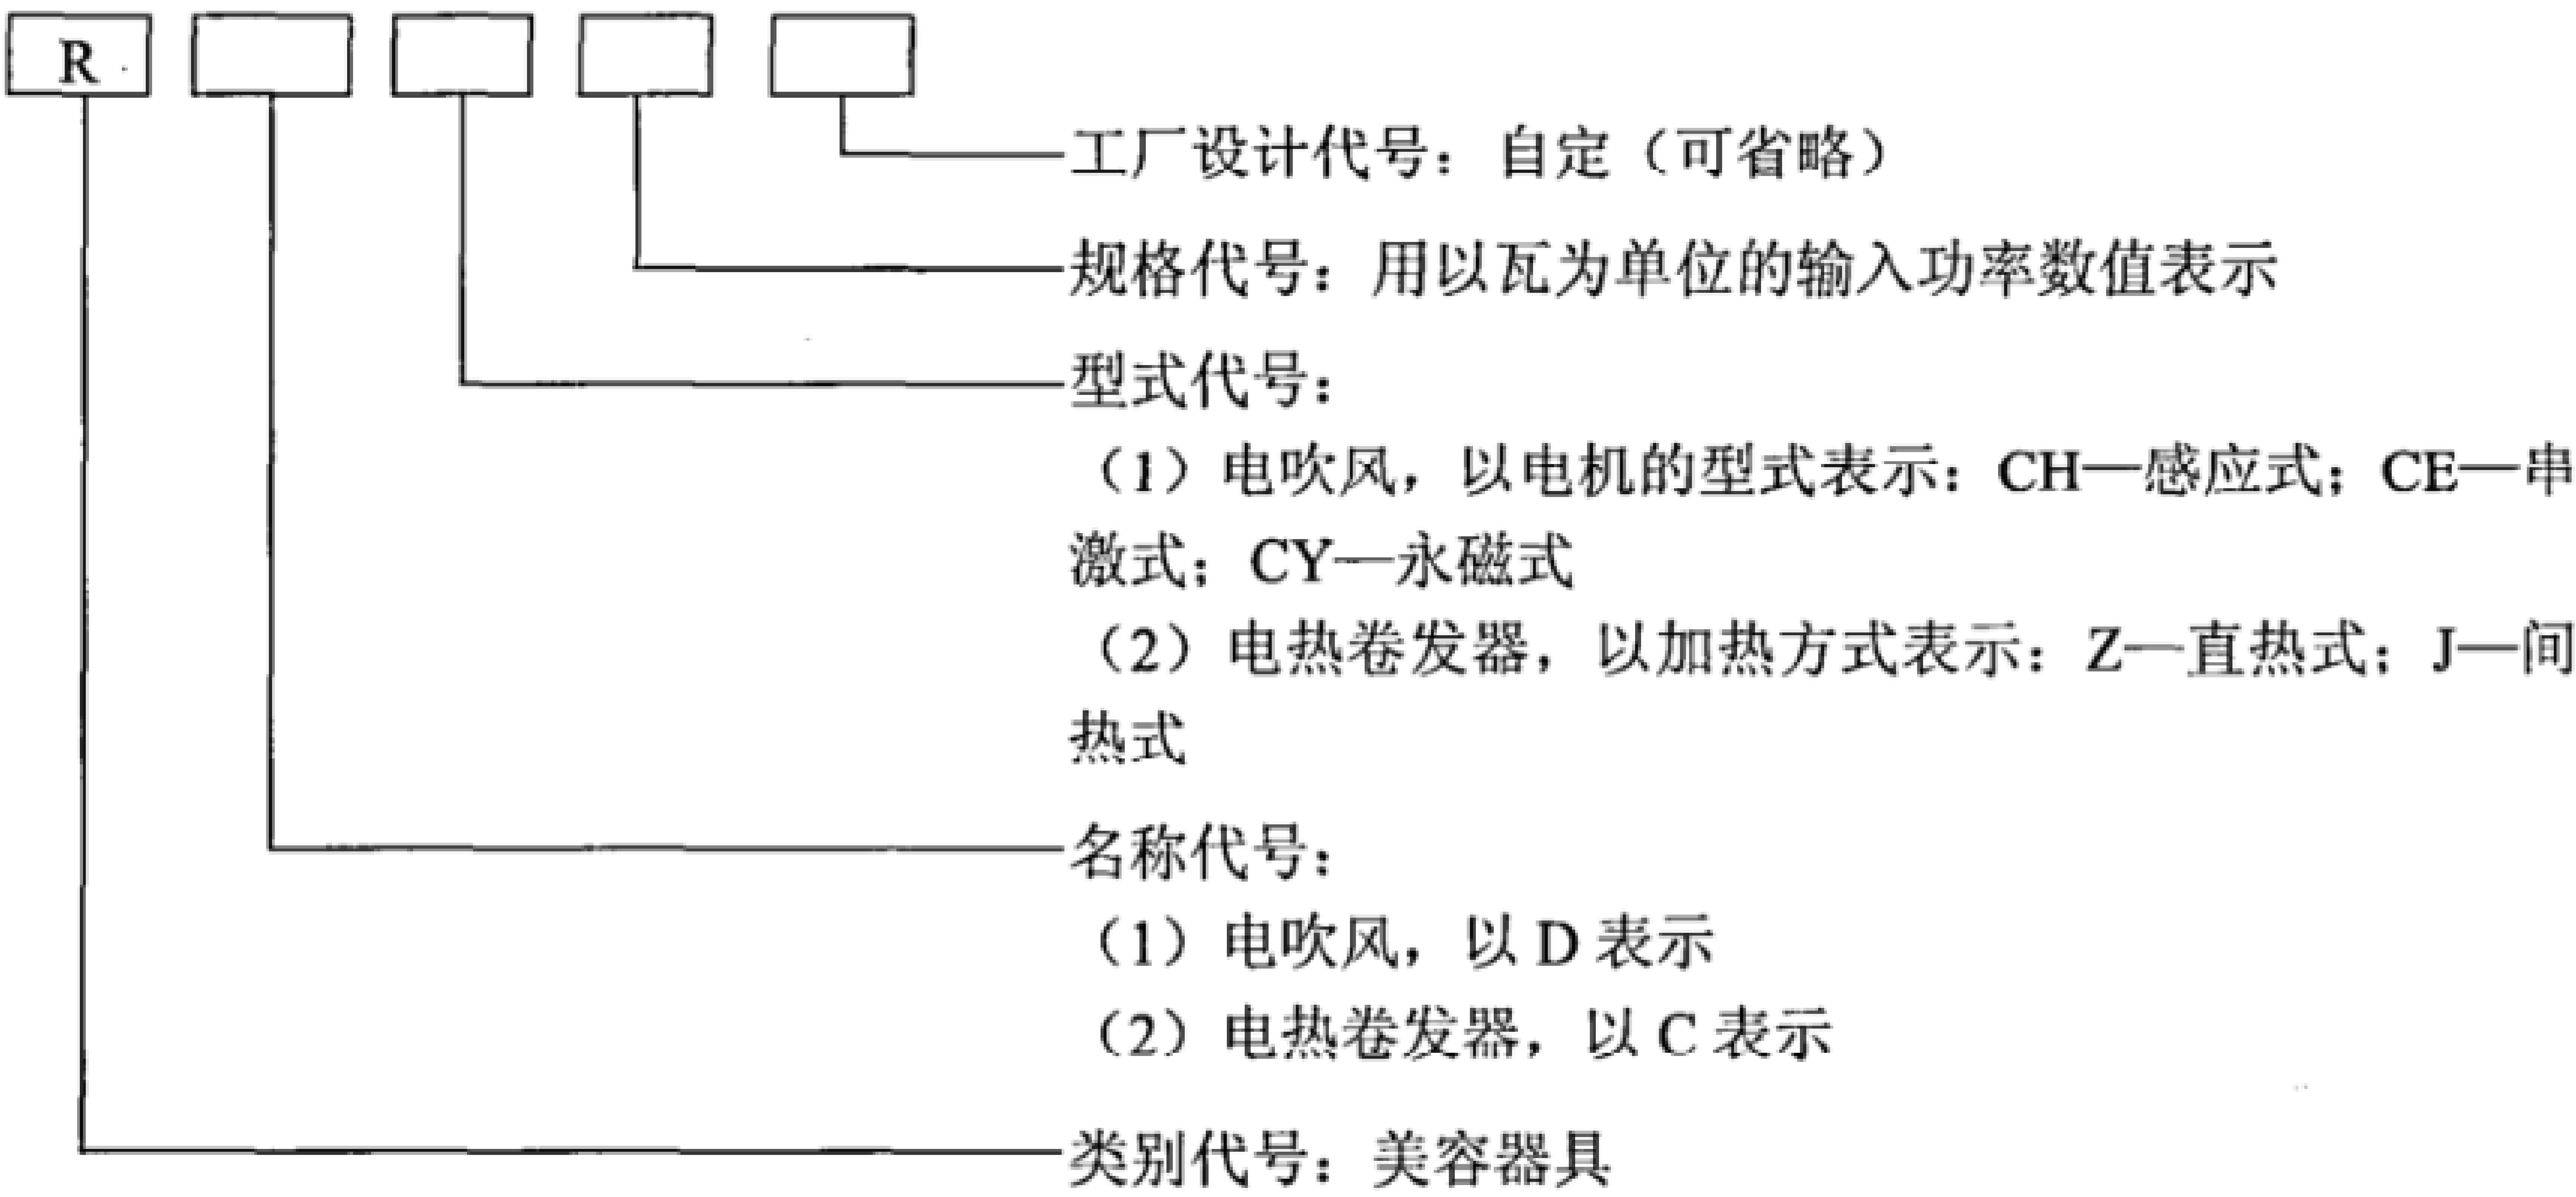 R
工厂设计代号：自定（可省略）
规格代号：用以瓦为单位的输入功率数值表示
型式代号：
（1）电吹风，以电机的型式表示：CH—感应式；CE—串
激式；CY—永磁式
（2）电热卷发器，以加热方式表示：Z—直热式；J—间
热式
名称代号：
（1）电吹风，以 D 表示
（2）电热卷发器，以 C 表示
类别代号：美容器具